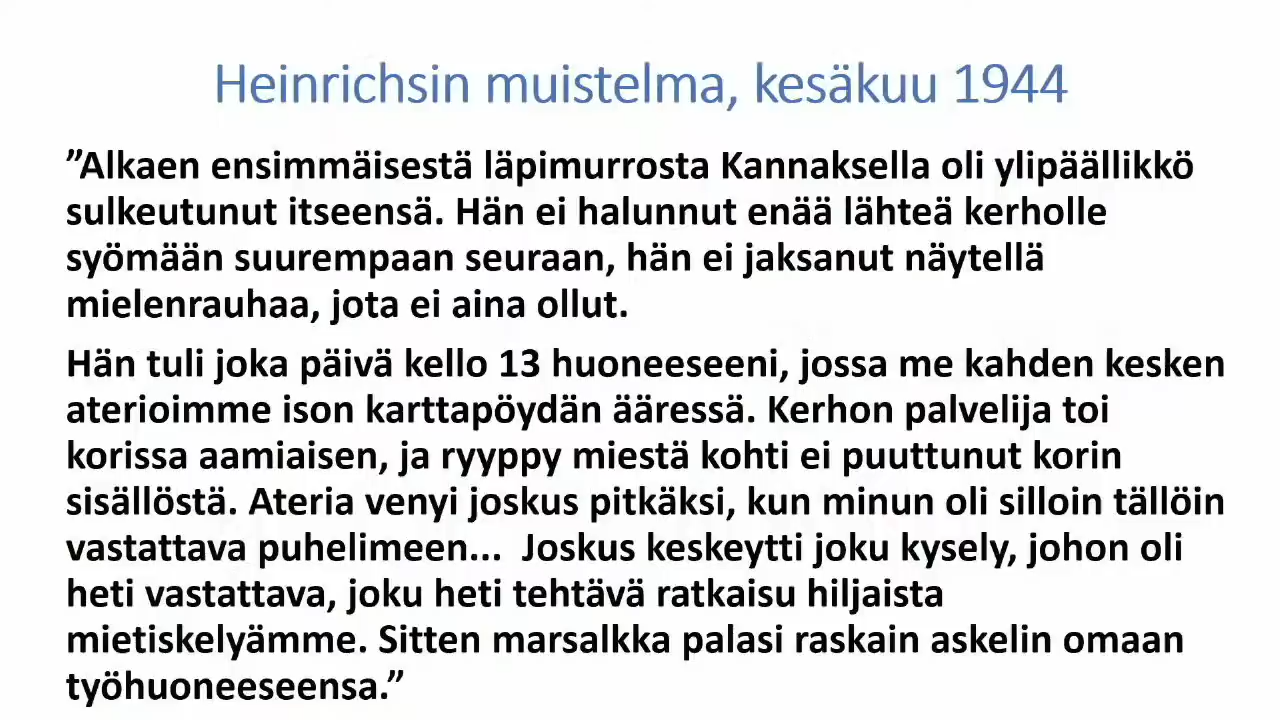 Heinrichsin muistelma, kesäkuu 1944
”Alkaen ensimmäisestä läpimurrosta Kannaksella oli ylipäällikkö
sulkeutunut itseensä. Hän ei halunnut enää lähteä kerholle
syömään suurempaan seuraan, hän ei jaksanut näytellä
mielenrauhaa, jota ei aina ollut.
Hän tuli joka päivä kello 13 huoneeseeni, jossa me kahden kesken
aterioimme ison karttapöydän ääressä. Kerhon palvelija toi
korissa aamiaisen, ja ryyppy miestä kohti ei puuttunut korin
sisällöstä. Ateria venyi joskus pitkäksi, kun minun oli silloin tällöin
vastattava puhelimeen... Joskus keskeytti joku kysely, johon oli
heti vastattava, joku heti tehtävä ratkaisu hiljaista
mietiskelyämme. Sitten marsalkka palasi raskain askelin omaan
työhuoneeseensa.”